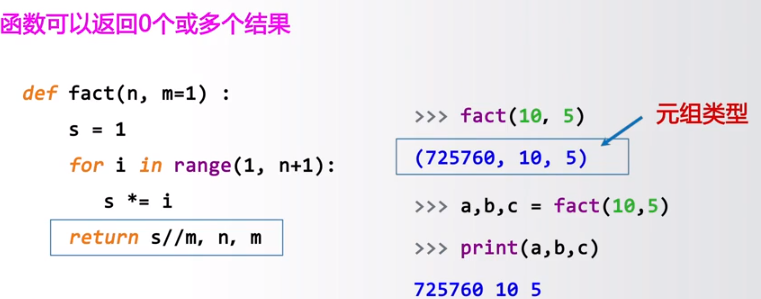 函数可以返回0个或多个结果
def fact(n, m=1) :
    s = 1
    for i in range(1, n+1):
        s *= i
    return s//m, n, m
>>> fact(10, 5)
元组类型
(725760, 10, 5)
>>> a,b,c = fact(10,5)
>>> print(a,b,c)
725760 10 5